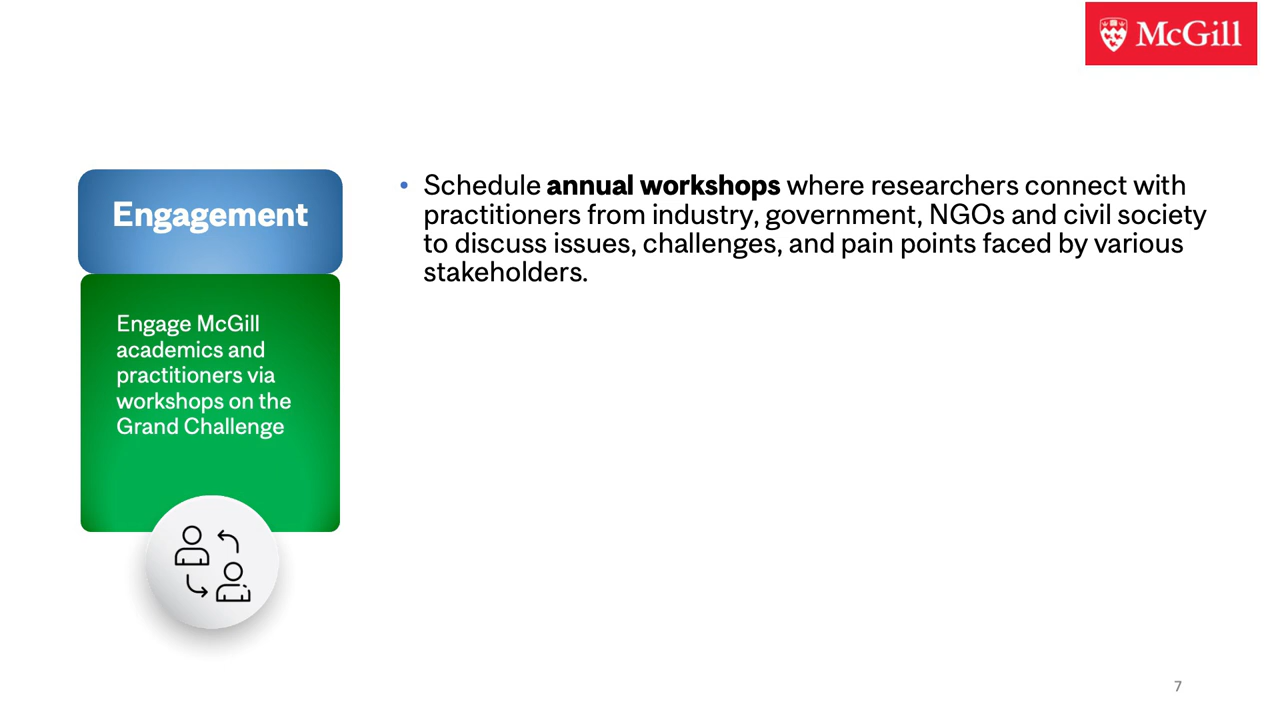 McGill
Engagement
Engage McGill
academics and
practitioners via
workshops on the
Grand Challenge
• Schedule annual workshops where researchers connect with
practitioners from industry, government, NGOs and civil society
to discuss issues, challenges, and pain points faced by various
stakeholders.
7